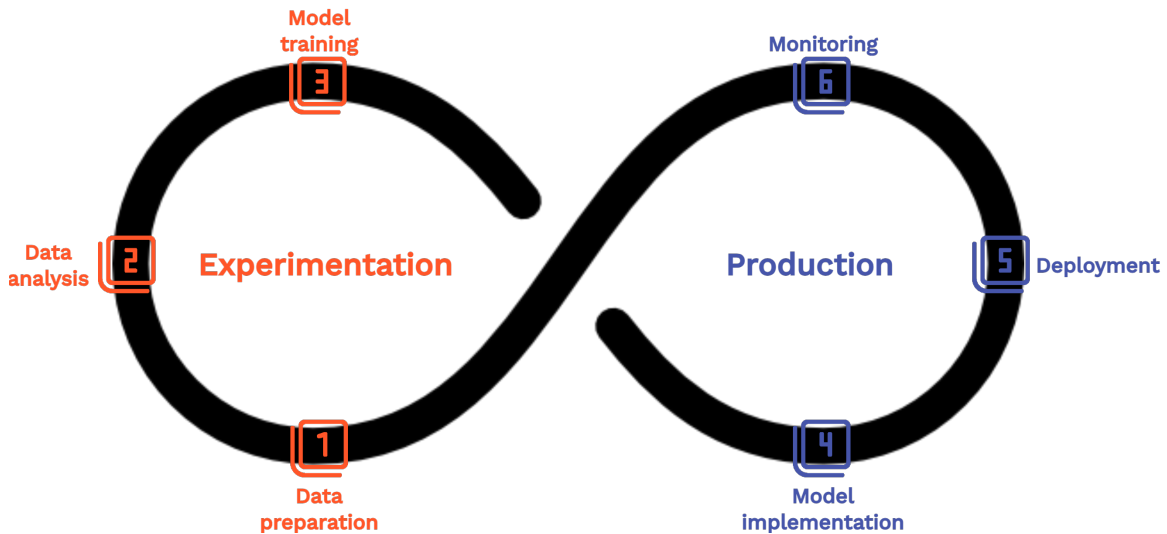 Model
training
3
Monitoring
6
Data
analysis
2
Experimentation
Production
5
Deployment
1
Data
preparation
4
Model
implementation